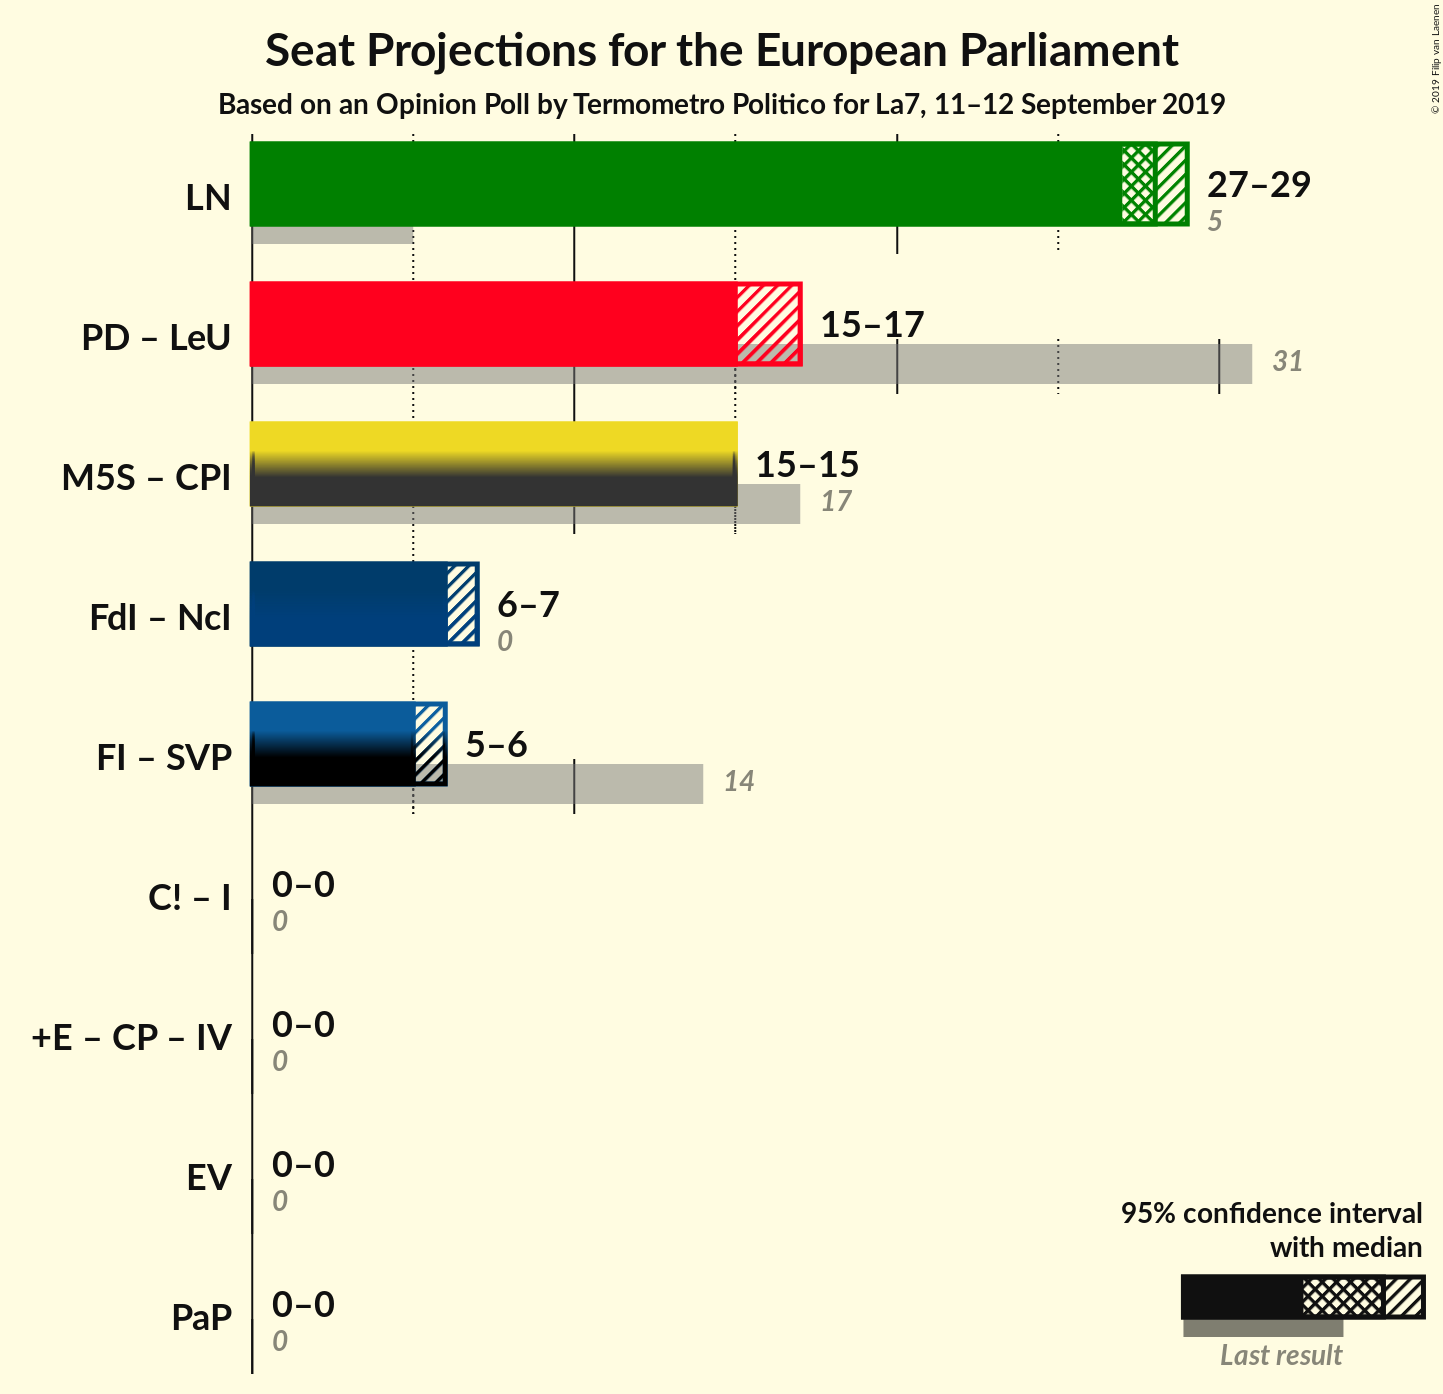 Seat Projections for the European Parliament
Based on an Opinion Poll by Termometro Politico for La7, 11–12 September 2019
© 2019 Filip van Laenen
LN
27–29
5
PD – LeU
15–17
31
M5S – CPI
15–15
17
FdI – NcI
6–7
0
FI – SVP
5–6
14
C! – I
0–0
0
+E – CP – IV
0–0
0
EV
0–0
0
PaP
0–0
0
95% confidence interval
with median
Last result